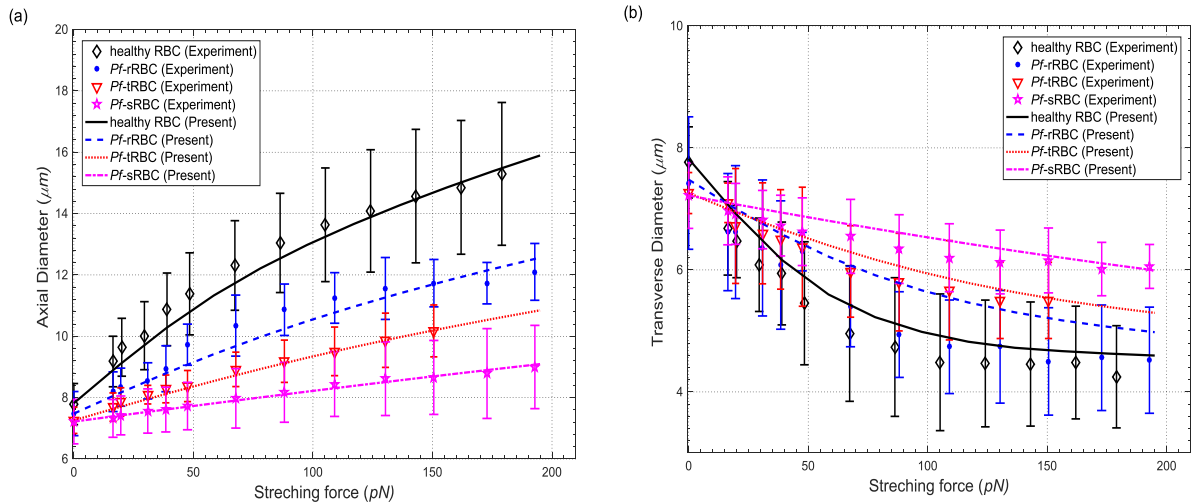 (a)
20
18
16
14
12
10
8
6
0
50
100
150
200
Axial Diameter (μm)
Streching force (pN)
healthy RBC (Experiment)
Pf-rRBC (Experiment)
Pf-tRBC (Experiment)
Pf-sRBC (Experiment)
healthy RBC (Present)
Pf-rRBC (Present)
Pf-tRBC (Present)
Pf-sRBC (Present)
(b)
10
8
6
4
0
50
100
150
200
Transverse Diameter (μm)
Streching force (pN)
healthy RBC (Experiment)
Pf-rRBC (Experiment)
Pf-tRBC (Experiment)
Pf-sRBC (Experiment)
healthy RBC (Present)
Pf-rRBC (Present)
Pf-tRBC (Present)
Pf-sRBC (Present)